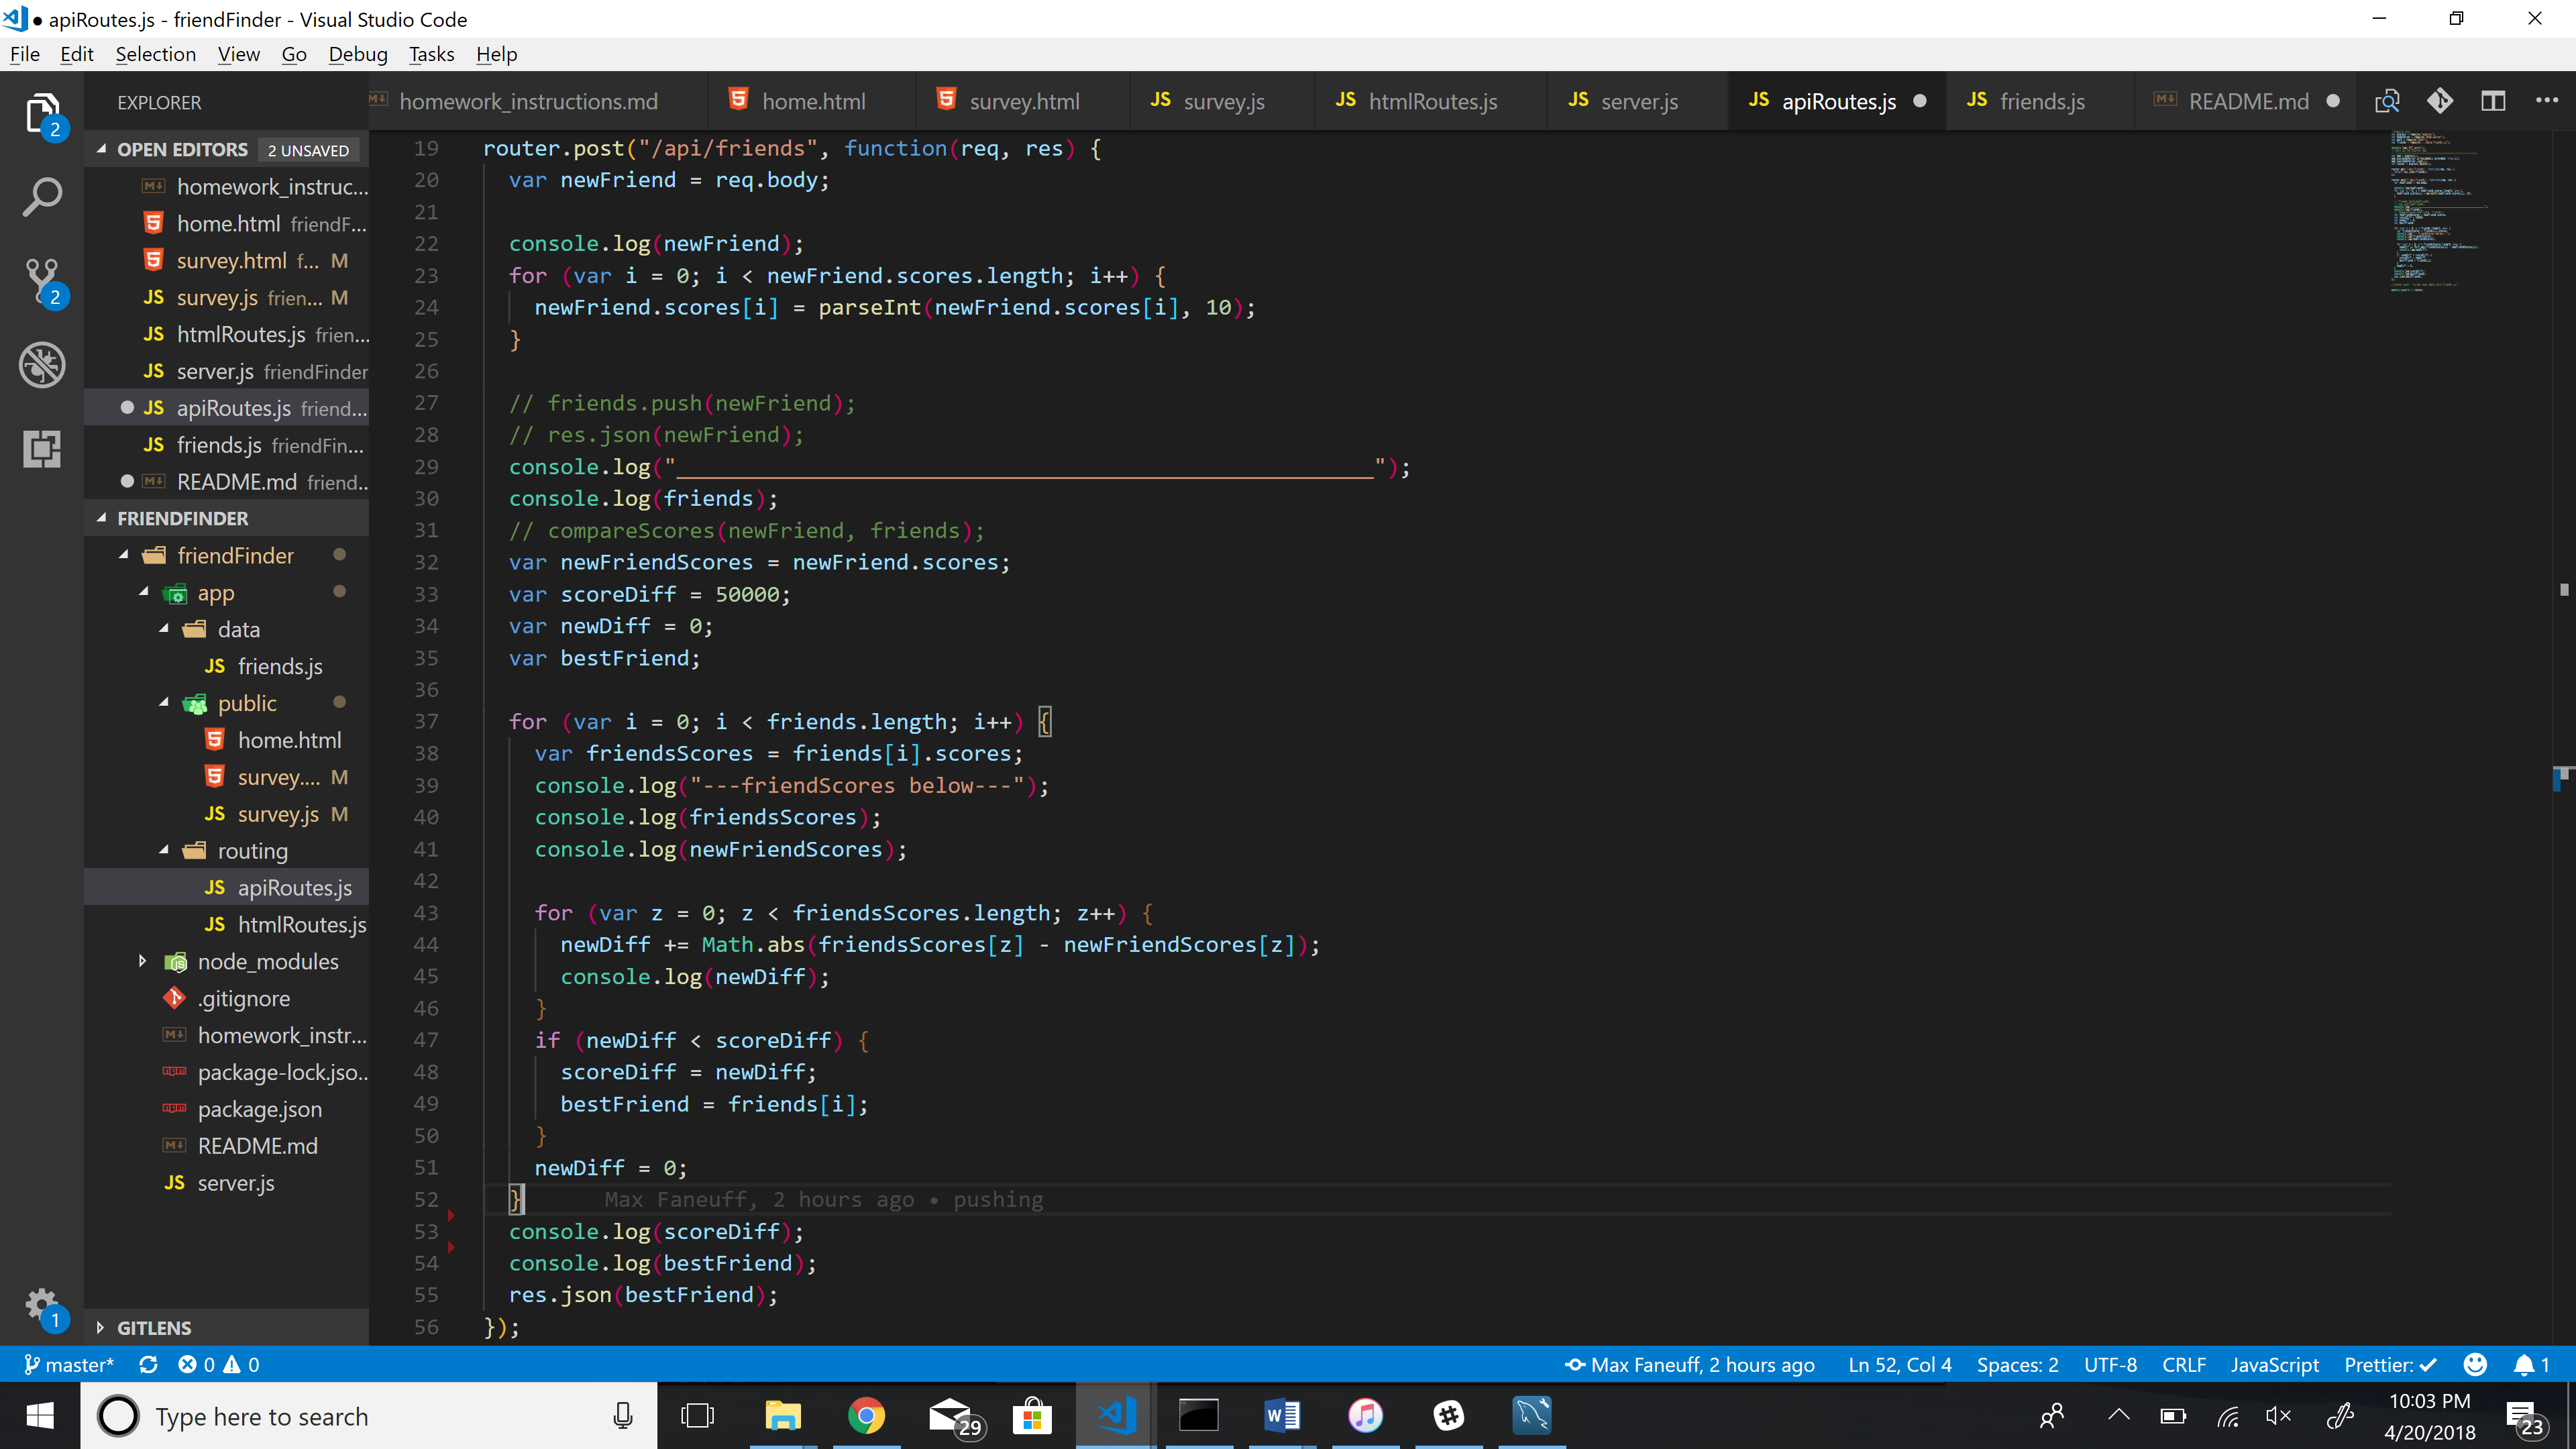 apiRoutes.js - friendFinder - Visual Studio Code
File Edit Selection View Go Debug Tasks Help
EXPLORER
homework_instructions.md home.html survey.html JS survey.js JS htmlRoutes.js JS server.js JS apiRoutes.js JS friends.js README.md
2
OPEN EDITORS 2 UNSAVED
homework_instruc...
home.html friendF...
survey.html f... M
JS survey.js frien... M
JS htmlRoutes.js frien...
JS server.js friendFinder
JS apiRoutes.js friend...
JS friends.js friendFin...
README.md friend..
2
FRIENDFINDER
friendFinder
app
data
JS friends.js
public
home.html
survey.... M
JS survey.js M
routing
JS apiRoutes.js
JS htmlRoutes.js
node_modules
.gitignore
homework_instr...
package-lock.jso..
package.json
README.md
JS server.js
1
GITLENS
19 router.post("/api/friends", function(req, res) {
20 var newFriend = req.body;
21
22 console.log(newFriend);
23 for (var i = 0; i < newFriend.scores.length; i++) {
24 newFriend.scores[i] = parseInt(newFriend.scores[i], 10);
25 }
26
27 // friends.push(newFriend);
28 // res.json(newFriend);
29 console.log("______________________________________________________");
30 console.log(friends);
31 // compareScores(newFriend, friends);
32 var newFriendScores = newFriend.scores;
33 var scoreDiff = 50000;
34 var newDiff = 0;
35 var bestFriend;
36
37 for (var i = 0; i < friends.length; i++) {
38 var friendsScores = friends[i].scores;
39 console.log("---friendScores below---");
40 console.log(friendsScores);
41 console.log(newFriendScores);
42
43 for (var z = 0; z < friendsScores.length; z++) {
44 newDiff += Math.abs(friendsScores[z] - newFriendScores[z]);
45 console.log(newDiff);
46 }
47 if (newDiff < scoreDiff) {
48 scoreDiff = newDiff;
49 bestFriend = friends[i];
50 }
51 newDiff = 0;
52 } Max Faneuff, 2 hours ago • pushing
53 console.log(scoreDiff);
54 console.log(bestFriend);
55 res.json(bestFriend);
56 });
master* 0 0 Max Faneuff, 2 hours ago Ln 52, Col 4 Spaces: 2 UTF-8 CRLF JavaScript Prettier: ✓ 1
Type here to search 29 10:03 PM
4/20/2018 23